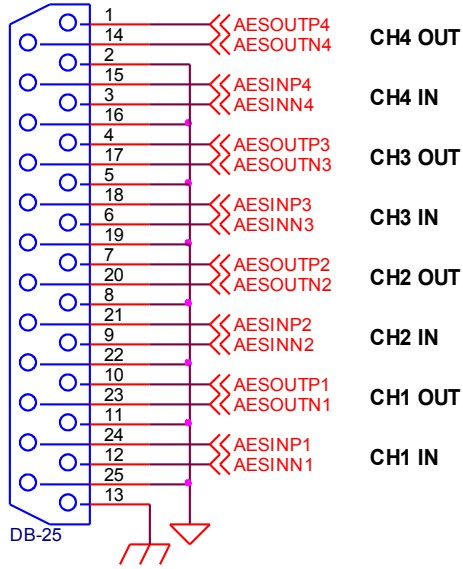 1 AESOUTP4
14 AESOUTN4 CH4 OUT
2
15 AESINP4
3 AESINN4 CH4 IN
16
4 AESOUTP3
17 AESOUTN3 CH3 OUT
5
18 AESINP3
6 AESINN3 CH3 IN
19
7 AESOUTP2
20 AESOUTN2 CH2 OUT
8
21 AESINP2
9 AESINN2 CH2 IN
22
10 AESOUTP1
23 AESOUTN1 CH1 OUT
11
24 AESINP1
12 AESINN1 CH1 IN
25
13
DB-25